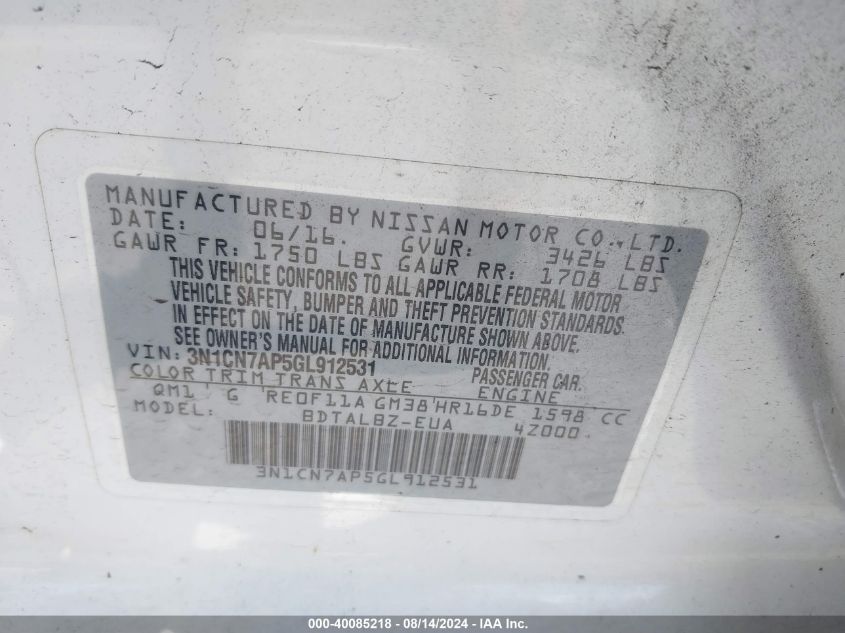 MANUFACTURED BY NISSAN MOTOR CO., LTD.
DATE: 06/16. GVWR: 3426 LBS
GAWR FR: 1750 LBS GAWR RR: 1708 LBS
THIS VEHICLE CONFORMS TO ALL APPLICABLE FEDERAL MOTOR
VEHICLE SAFETY, BUMPER AND THEFT PREVENTION STANDARDS
IN EFFECT ON THE DATE OF MANUFACTURE SHOWN ABOVE.
SEE OWNER'S MANUAL FOR ADDITIONAL INFORMATION.
VIN: 3N1CN7AP5GL912531 PASSENGER CAR.
COLOR TRIM TRANS AXLE ENGINE
QM1 G RE0F11A GM38 HR16DE 1598 CC
MODEL: BDTALBZ-EUA 4Z000
3N1CN7AP5GL912531
000-40085218 - 08/14/2024 - IAA Inc.